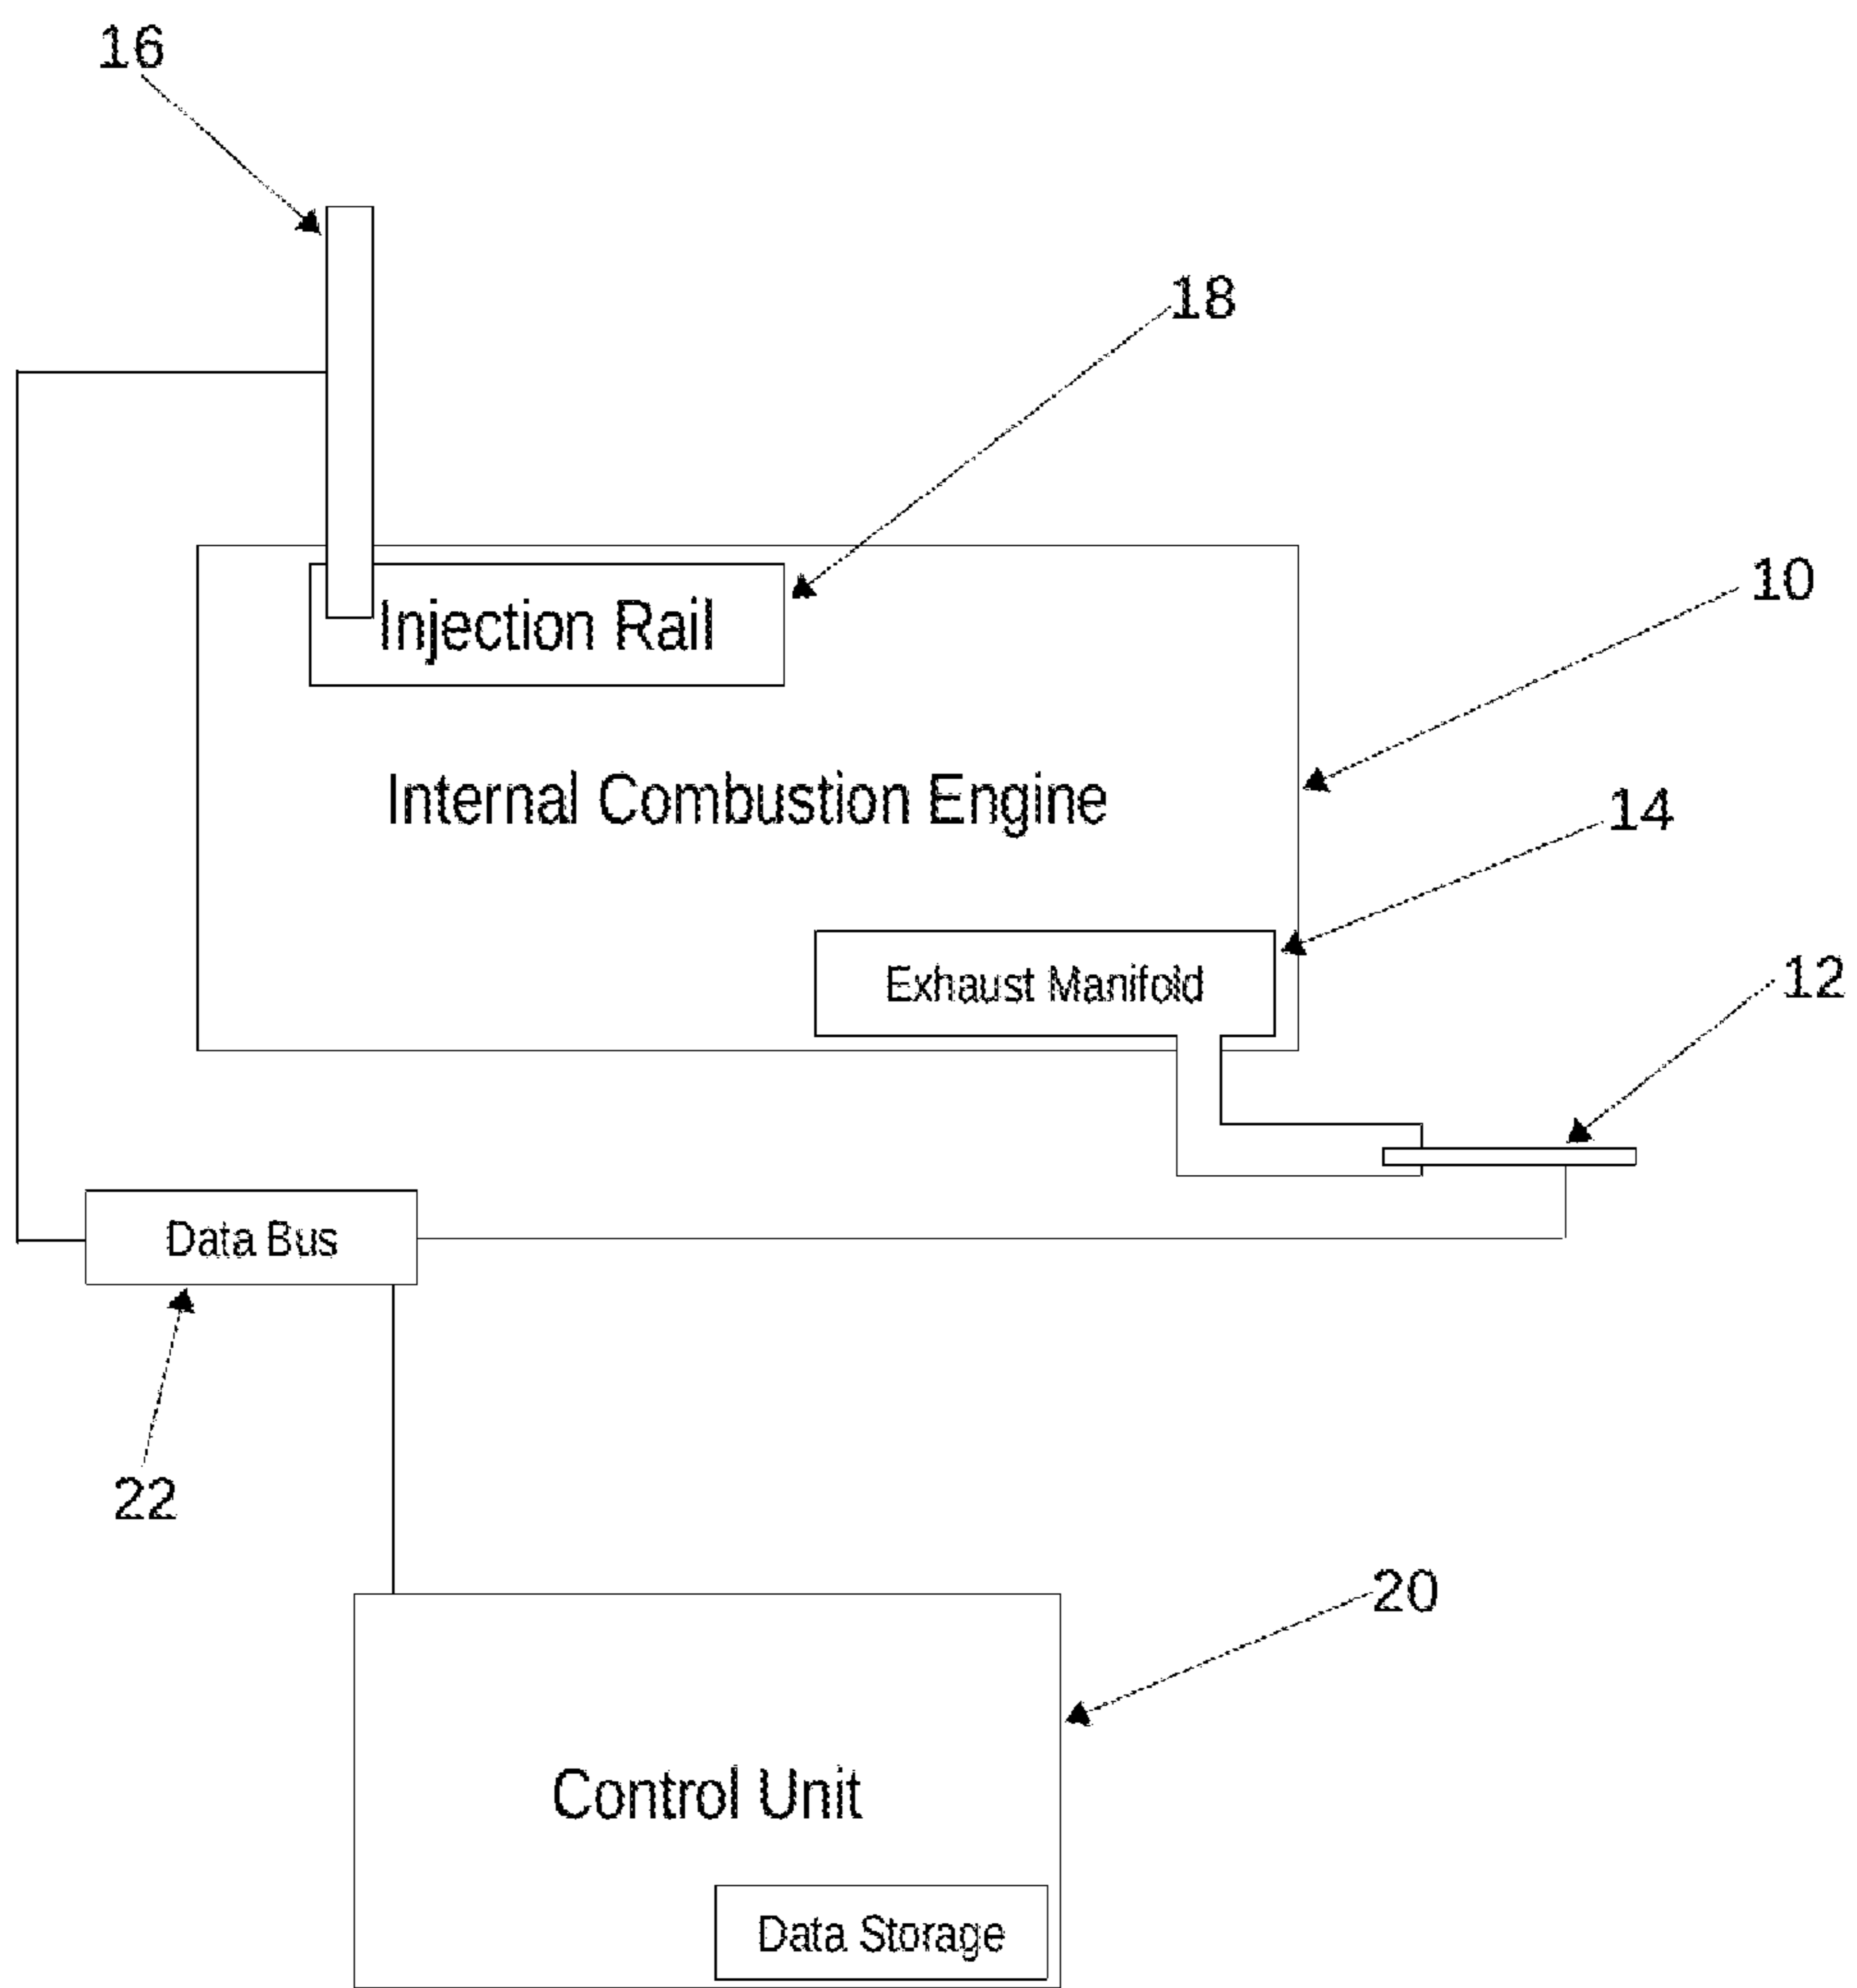 16
18
Injection Rail
10
Internal Combustion Engine
14
Exhaust Manifold
12
Data Bus
22
20
Control Unit
Data Storage